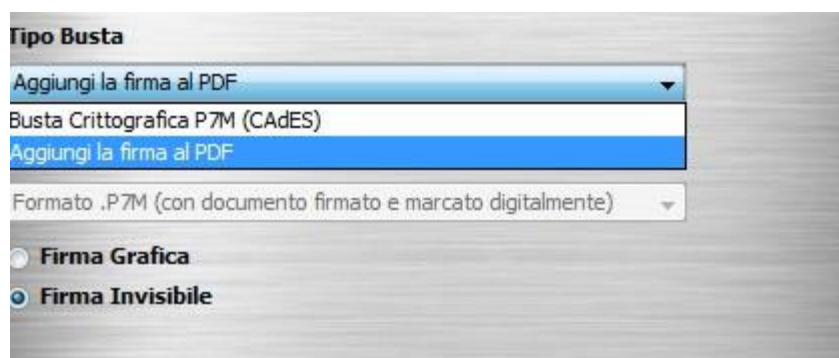 Tipo Busta
Aggiungi la firma al PDF
Busta Crittografica P7M (CAdES)
Aggiungi la firma al PDF
Formato .P7M (con documento firmato e marcato digitalmente)
Firma Grafica
Firma Invisibile